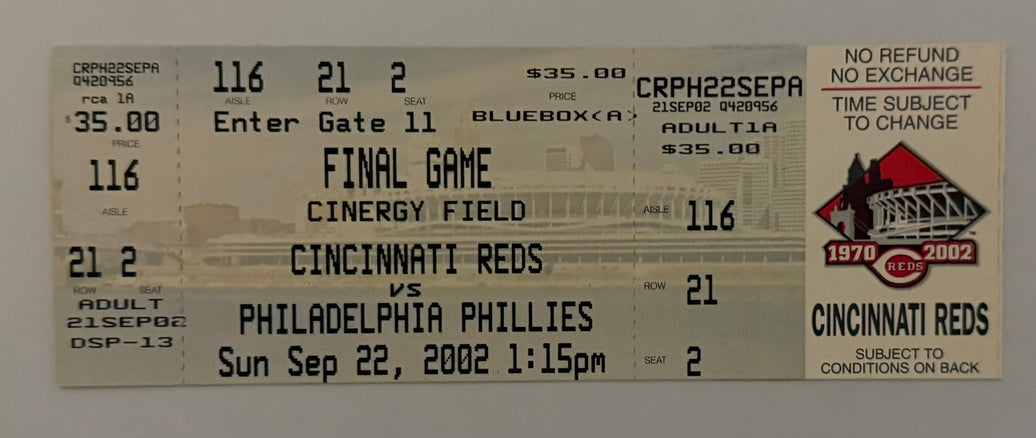 CRPH22SEPA
Q420956
rca 1A
$35.00
PRICE
116
AISLE
21 2
ROW SEAT
ADULT
21SEP02
DSP-13
116 21 2
AISLE ROW SEAT
$35.00
PRICE
Enter Gate 11
BLUEBOX(A)
FINAL GAME
CINERGY FIELD
CINCINNATI REDS
vs
PHILADELPHIA PHILLIES
Sun Sep 22, 2002 1:15pm
CRPH22SEPA
21SEP02 Q420956
ADULT1A
$35.00
AISLE 116
ROW 21
SEAT 2
NO REFUND
NO EXCHANGE
TIME SUBJECT
TO CHANGE
1970 2002
REDS
CINCINNATI REDS
SUBJECT TO
CONDITIONS ON BACK